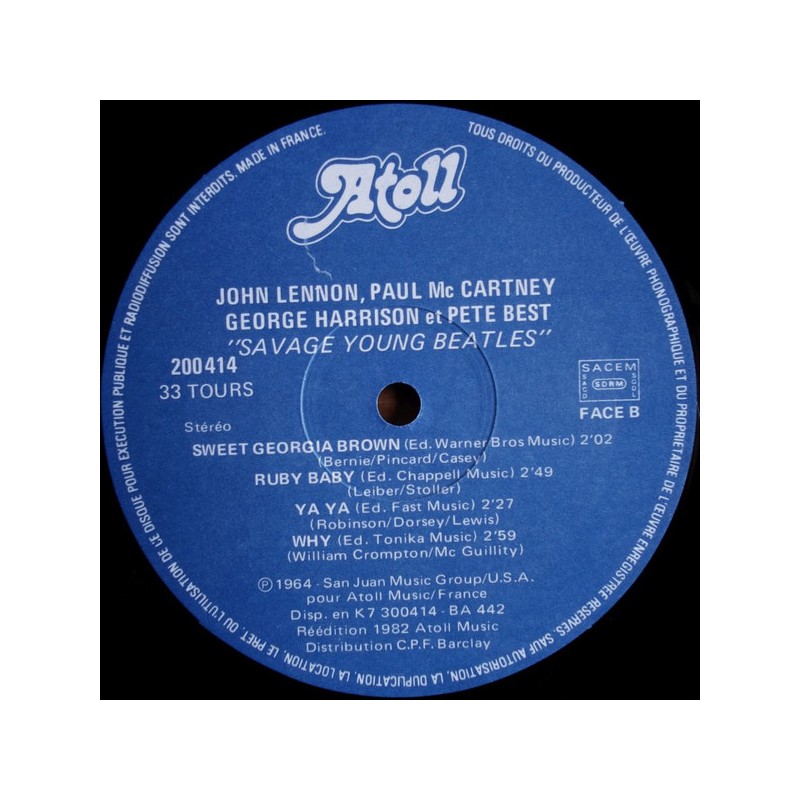 TOUS DROITS DU PRODUCTEUR DE L'ŒUVRE PHONOGRAPHIQUE ET DU PROPRIETAIRE DE L'ŒUVRE ENREGISTREE RESERVES. SAUF AUTORISATION, LA DUPLICATION, LA LOCATION, LE PRET, OU L'UTILISATION DE CE DISQUE POUR EXECUTION PUBLIQUE ET RADIODIFFUSION SONT INTERDITS. MADE IN FRANCE.
Atoll
JOHN LENNON, PAUL Mc CARTNEY
GEORGE HARRISON et PETE BEST
"SAVAGE YOUNG BEATLES"
200414
33 TOURS
SACEM
SACD SDRM SGDL
FACE B
Stéréo
SWEET GEORGIA BROWN (Ed. Warner Bros Music) 2'02
(Bernie/Pincard/Casey)
RUBY BABY (Ed. Chappell Music) 2'49
(Leiber/Stoller)
YA YA (Ed. Fast Music) 2'27
(Robinson/Dorsey/Lewis)
WHY (Ed. Tonika Music) 2'59
(William Crompton/Mc Guillity)
℗ 1964 - San Juan Music Group/U.S.A.
pour Atoll Music/France
Disp. en K7 300414 - BA 442
Réédition 1982 Atoll Music
Distribution C.P.F. Barclay